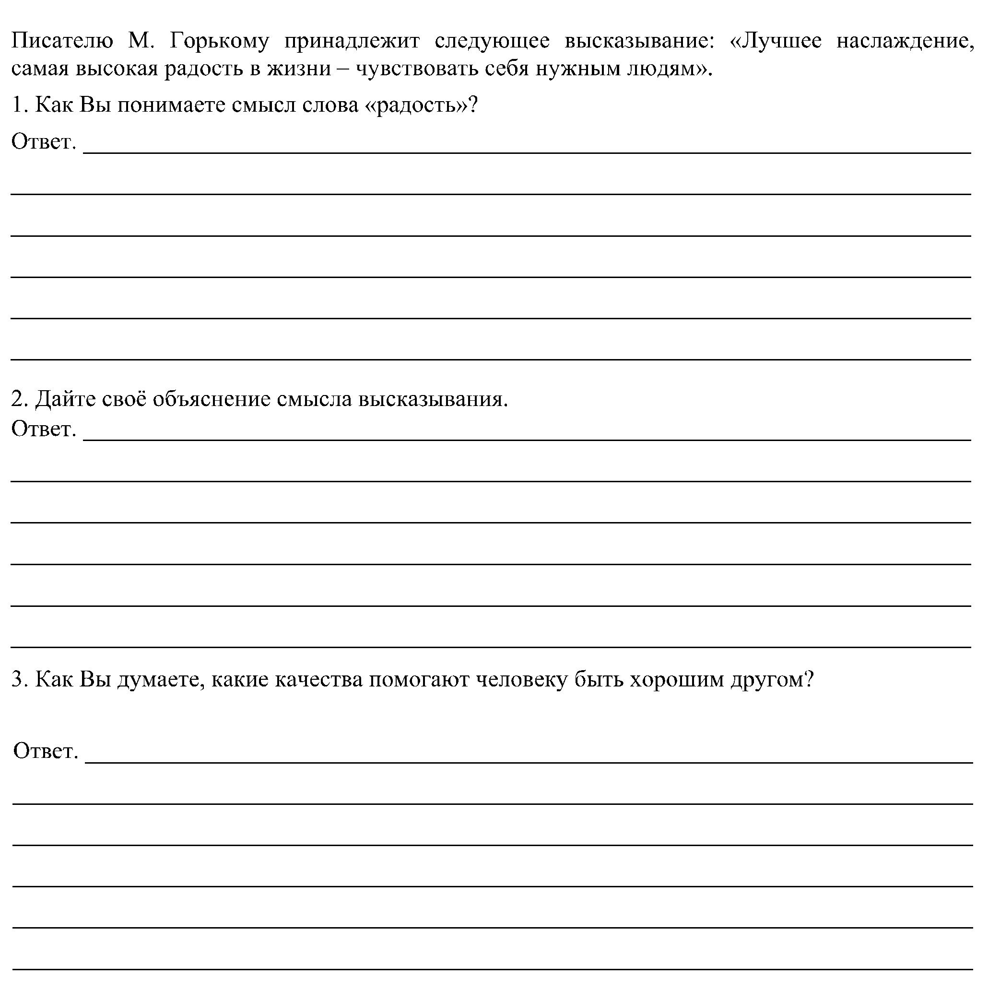 Писателю М. Горькому принадлежит следующее высказывание: «Лучшее наслаждение,
самая высокая радость в жизни – чувствовать себя нужным людям».
1. Как Вы понимаете смысл слова «радость»?
Ответ.
2. Дайте своё объяснение смысла высказывания.
Ответ.
3. Как Вы думаете, какие качества помогают человеку быть хорошим другом?
Ответ.